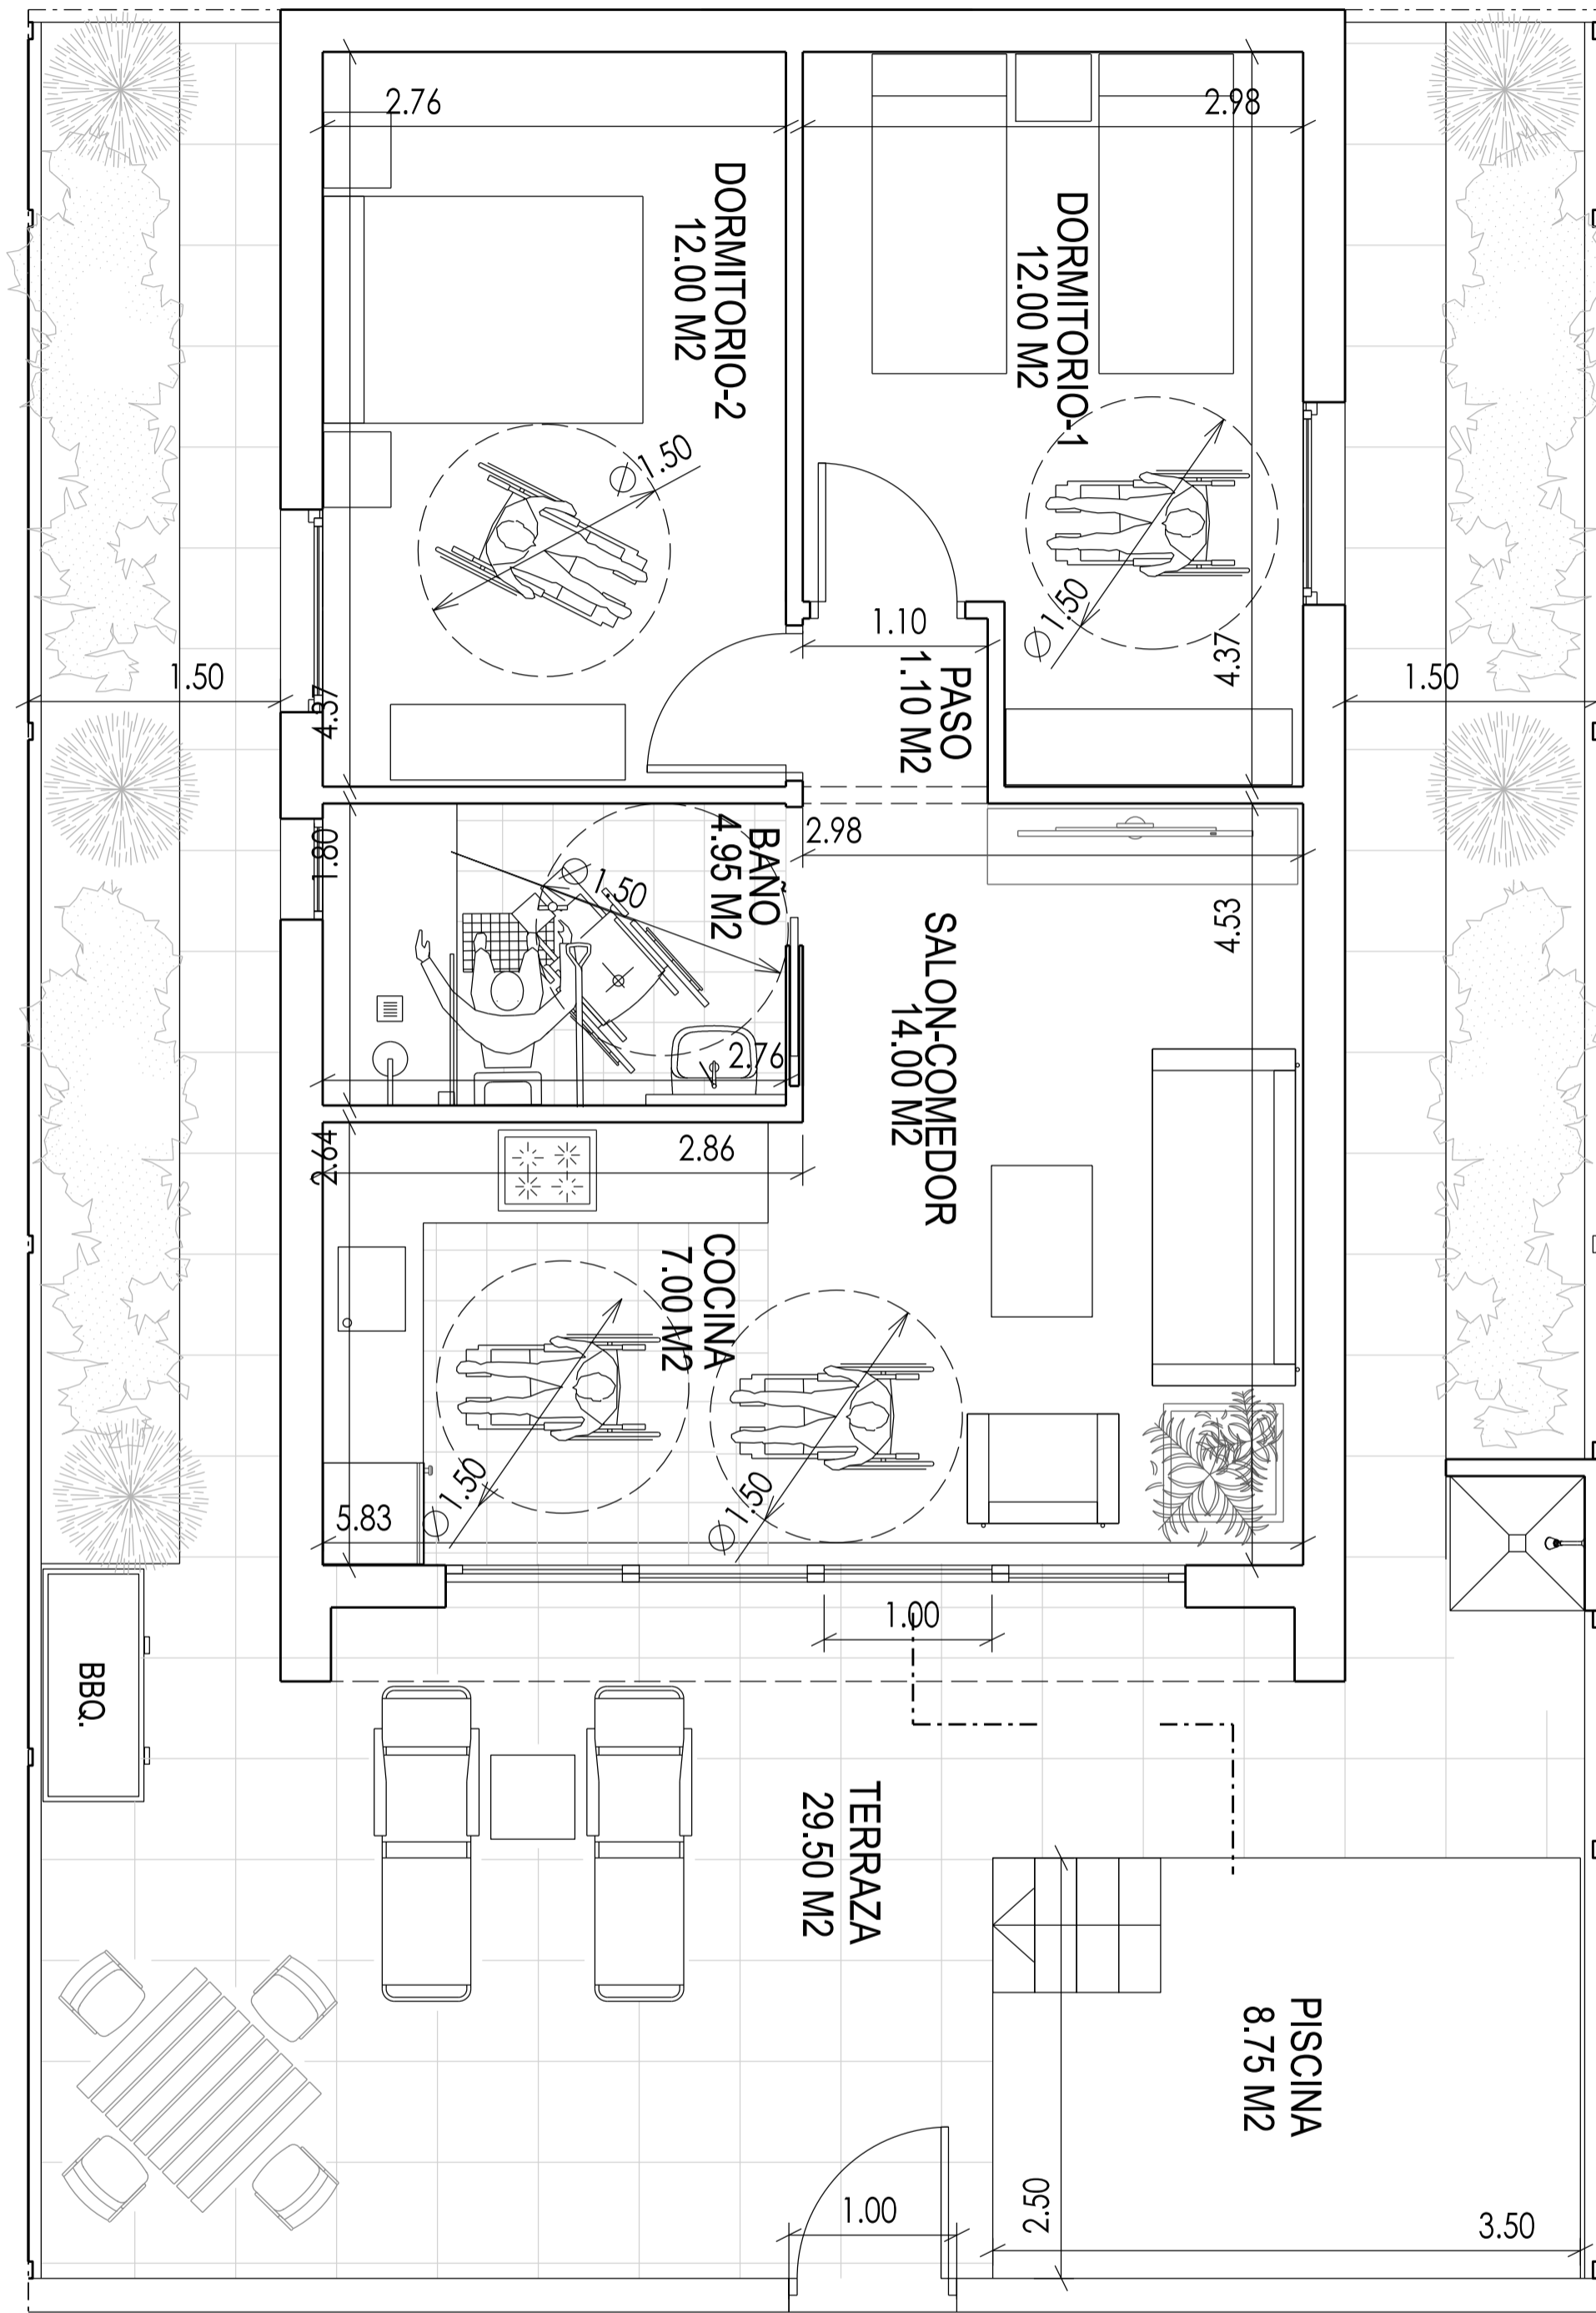 2.76
2.98
DORMITORIO-2
12.00 M2
DORMITORIO-1
12.00 M2
1.50
1.50
1.10
4.37
PASO
1.10 M2
1.50
4.37
1.50
2.98
1.80
BAÑO
4.95 M2
1.50
4.53
SALON-COMEDOR
14.00 M2
2.76
2.64
2.86
COCINA
7.00 M2
1.50
1.50
5.83
1.00
BBQ.
TERRAZA
29.50 M2
PISCINA
8.75 M2
1.00
2.50
3.50